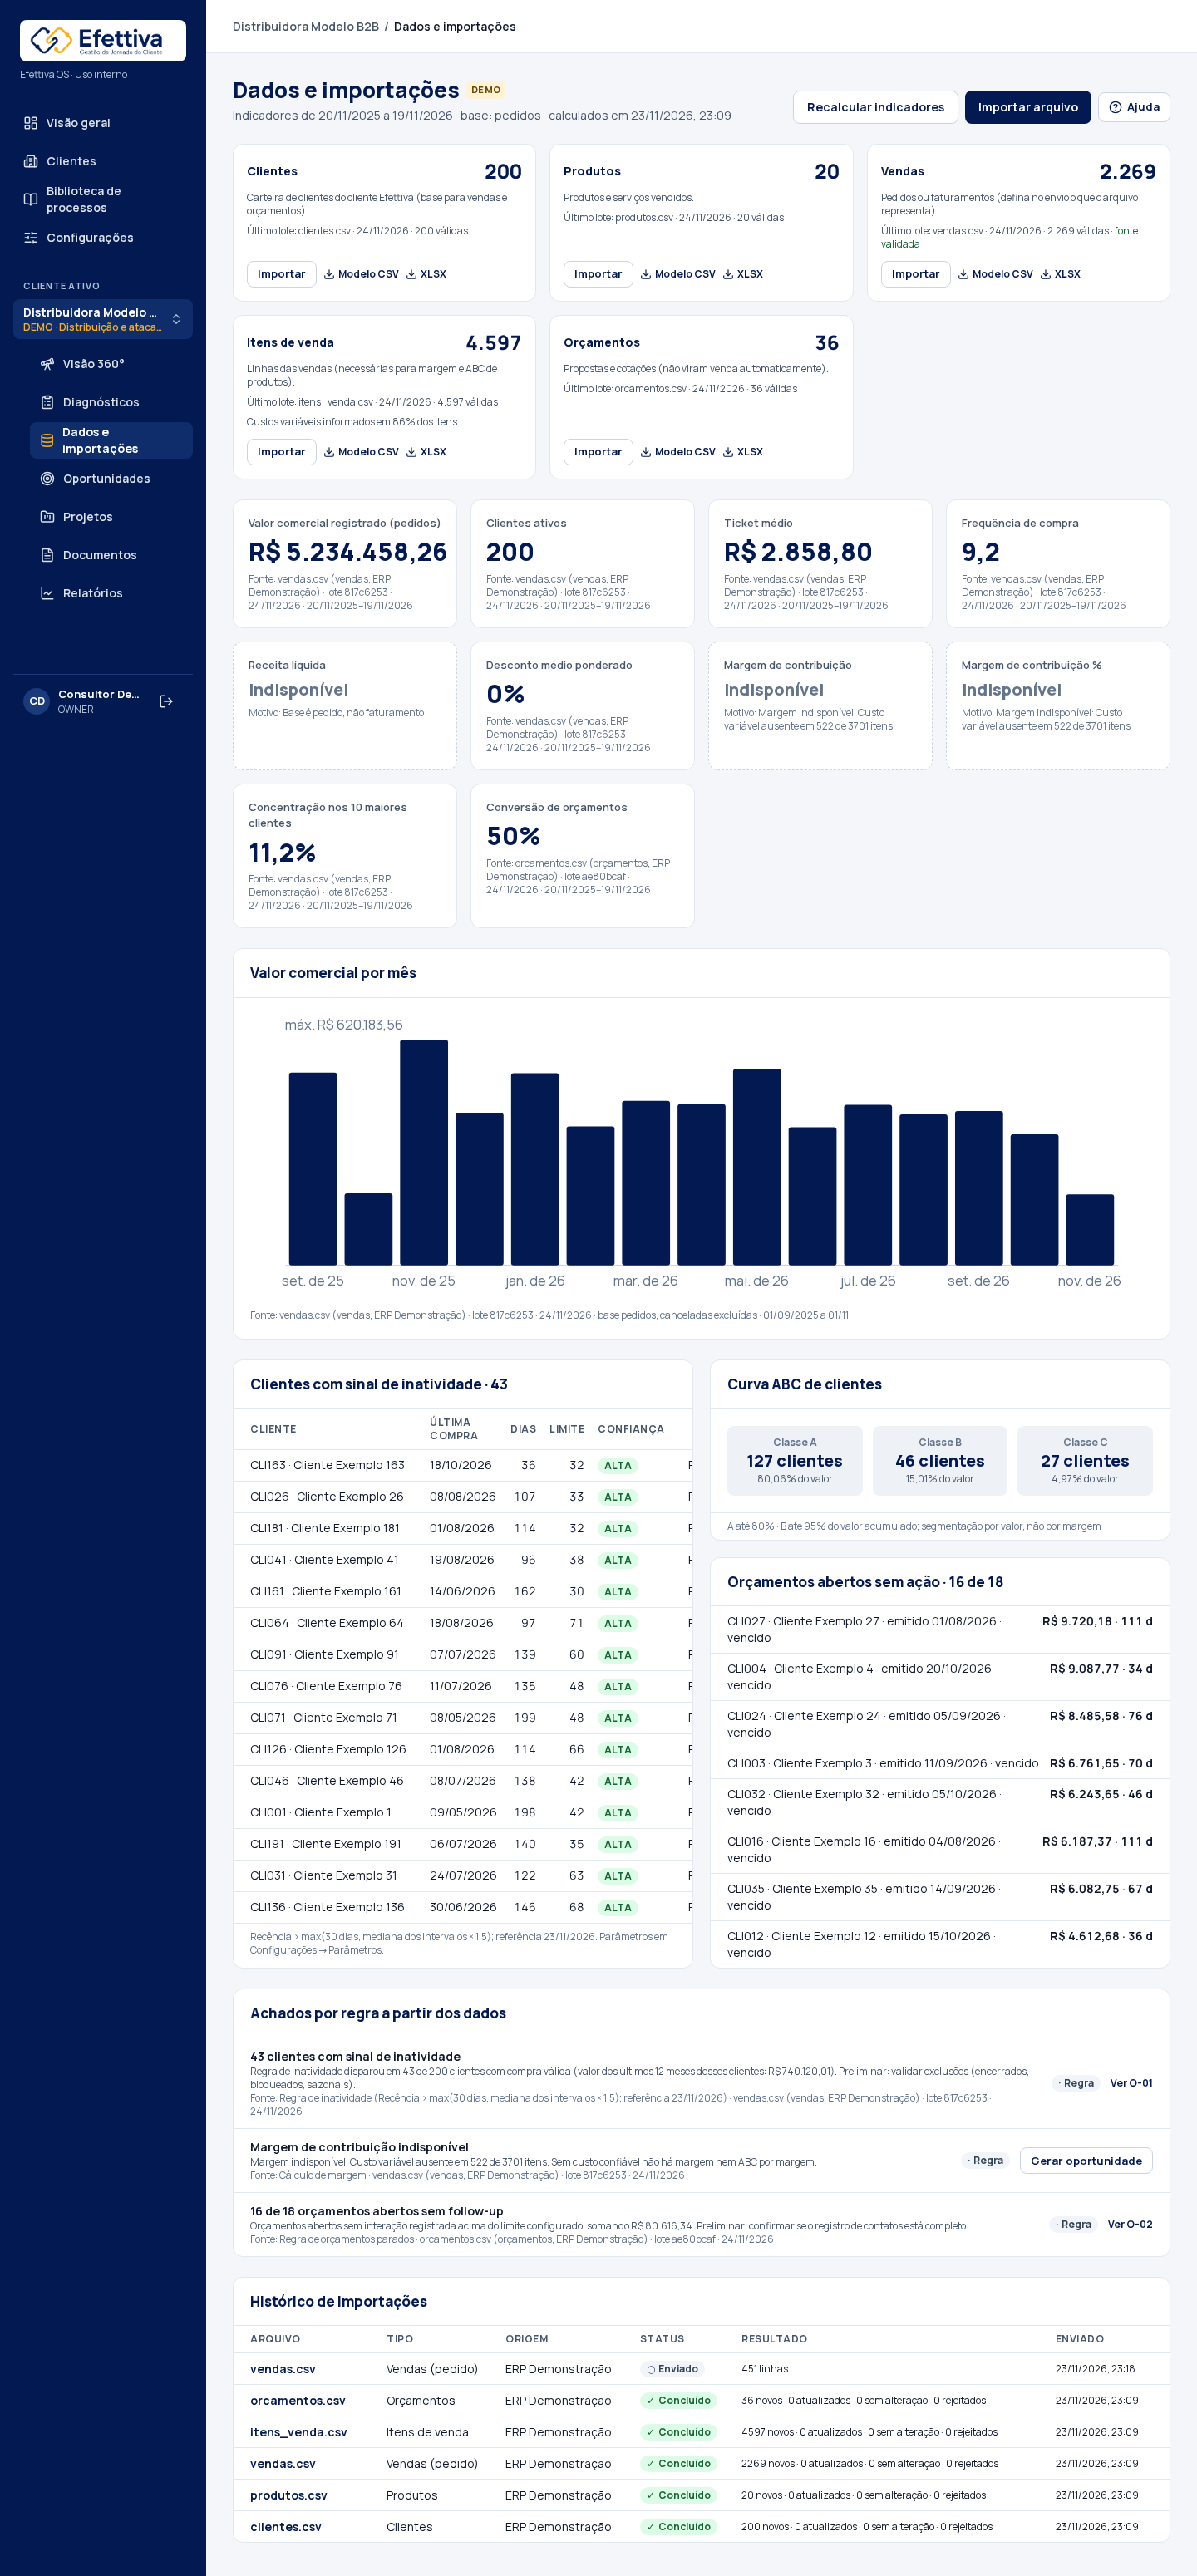 Efettiva
Gestão da Jornada do Cliente
Efettiva OS · Uso interno
Visão geral
Clientes
Biblioteca de
processos
Configurações
CLIENTE ATIVO
Distribuidora Modelo ...
DEMO · Distribuição e ataca...
Visão 360°
Diagnósticos
Dados e
importações
Oportunidades
Projetos
Documentos
Relatórios
CD
Consultor De...
OWNER
Distribuidora Modelo B2B / Dados e importações
Dados e importações DEMO
Indicadores de 20/11/2025 a 19/11/2026 · base: pedidos · calculados em 23/11/2026, 23:09
Recalcular indicadores
Importar arquivo
Ajuda
Clientes 200
Carteira de clientes do cliente Efettiva (base para vendas e
orçamentos).
Último lote: clientes.csv · 24/11/2026 · 200 válidas
Importar Modelo CSV XLSX
Produtos 20
Produtos e serviços vendidos.
Último lote: produtos.csv · 24/11/2026 · 20 válidas
Importar Modelo CSV XLSX
Vendas 2.269
Pedidos ou faturamentos (defina no envio o que o arquivo
representa).
Último lote: vendas.csv · 24/11/2026 · 2.269 válidas · fonte
validada
Importar Modelo CSV XLSX
Itens de venda 4.597
Linhas das vendas (necessárias para margem e ABC de
produtos).
Último lote: itens_venda.csv · 24/11/2026 · 4.597 válidas
Custos variáveis informados em 86% dos itens.
Importar Modelo CSV XLSX
Orçamentos 36
Propostas e cotações (não viram venda automaticamente).
Último lote: orcamentos.csv · 24/11/2026 · 36 válidas
Importar Modelo CSV XLSX
Valor comercial registrado (pedidos)
R$ 5.234.458,26
Fonte: vendas.csv (vendas, ERP
Demonstração) · lote 817c6253 ·
24/11/2026 · 20/11/2025–19/11/2026
Clientes ativos
200
Fonte: vendas.csv (vendas, ERP
Demonstração) · lote 817c6253 ·
24/11/2026 · 20/11/2025–19/11/2026
Ticket médio
R$ 2.858,80
Fonte: vendas.csv (vendas, ERP
Demonstração) · lote 817c6253 ·
24/11/2026 · 20/11/2025–19/11/2026
Frequência de compra
9,2
Fonte: vendas.csv (vendas, ERP
Demonstração) · lote 817c6253 ·
24/11/2026 · 20/11/2025–19/11/2026
Receita líquida
Indisponível
Motivo: Base é pedido, não faturamento
Desconto médio ponderado
0%
Fonte: vendas.csv (vendas, ERP
Demonstração) · lote 817c6253 ·
24/11/2026 · 20/11/2025–19/11/2026
Margem de contribuição
Indisponível
Motivo: Margem indisponível: Custo
variável ausente em 522 de 3701 itens
Margem de contribuição %
Indisponível
Motivo: Margem indisponível: Custo
variável ausente em 522 de 3701 itens
Concentração nos 10 maiores
clientes
11,2%
Fonte: vendas.csv (vendas, ERP
Demonstração) · lote 817c6253 ·
24/11/2026 · 20/11/2025–19/11/2026
Conversão de orçamentos
50%
Fonte: orcamentos.csv (orçamentos, ERP
Demonstração) · lote ae80bcaf ·
24/11/2026 · 20/11/2025–19/11/2026
Valor comercial por mês
máx. R$ 620.183,56
set. de 25 nov. de 25 jan. de 26 mar. de 26 mai. de 26 jul. de 26 set. de 26 nov. de 26
Fonte: vendas.csv (vendas, ERP Demonstração) · lote 817c6253 · 24/11/2026 · base pedidos, canceladas excluídas · 01/09/2025 a 01/11
Clientes com sinal de inatividade · 43
CLIENTE ÚLTIMA COMPRA DIAS LIMITE CONFIANÇA
CLI163 · Cliente Exemplo 163 18/10/2026 36 32 ALTA
CLI026 · Cliente Exemplo 26 08/08/2026 107 33 ALTA
CLI181 · Cliente Exemplo 181 01/08/2026 114 32 ALTA
CLI041 · Cliente Exemplo 41 19/08/2026 96 38 ALTA
CLI161 · Cliente Exemplo 161 14/06/2026 162 30 ALTA
CLI064 · Cliente Exemplo 64 18/08/2026 97 71 ALTA
CLI091 · Cliente Exemplo 91 07/07/2026 139 60 ALTA
CLI076 · Cliente Exemplo 76 11/07/2026 135 48 ALTA
CLI071 · Cliente Exemplo 71 08/05/2026 199 48 ALTA
CLI126 · Cliente Exemplo 126 01/08/2026 114 66 ALTA
CLI046 · Cliente Exemplo 46 08/07/2026 138 42 ALTA
CLI001 · Cliente Exemplo 1 09/05/2026 198 42 ALTA
CLI191 · Cliente Exemplo 191 06/07/2026 140 35 ALTA
CLI031 · Cliente Exemplo 31 24/07/2026 122 63 ALTA
CLI136 · Cliente Exemplo 136 30/06/2026 146 68 ALTA
Recência > max(30 dias, mediana dos intervalos × 1.5); referência 23/11/2026. Parâmetros em
Configurações → Parâmetros.
Curva ABC de clientes
Classe A
127 clientes
80,06% do valor
Classe B
46 clientes
15,01% do valor
Classe C
27 clientes
4,97% do valor
A até 80% · B até 95% do valor acumulado; segmentação por valor, não por margem
Orçamentos abertos sem ação · 16 de 18
CLI027 · Cliente Exemplo 27 · emitido 01/08/2026 · R$ 9.720,18 · 111 d
vencido
CLI004 · Cliente Exemplo 4 · emitido 20/10/2026 · R$ 9.087,77 · 34 d
vencido
CLI024 · Cliente Exemplo 24 · emitido 05/09/2026 · R$ 8.485,58 · 76 d
vencido
CLI003 · Cliente Exemplo 3 · emitido 11/09/2026 · vencido R$ 6.761,65 · 70 d
CLI032 · Cliente Exemplo 32 · emitido 05/10/2026 · R$ 6.243,65 · 46 d
vencido
CLI016 · Cliente Exemplo 16 · emitido 04/08/2026 · R$ 6.187,37 · 111 d
vencido
CLI035 · Cliente Exemplo 35 · emitido 14/09/2026 · R$ 6.082,75 · 67 d
vencido
CLI012 · Cliente Exemplo 12 · emitido 15/10/2026 · R$ 4.612,68 · 36 d
vencido
Achados por regra a partir dos dados
43 clientes com sinal de inatividade
Regra de inatividade disparou em 43 de 200 clientes com compra válida (valor dos últimos 12 meses desses clientes: R$ 740.120,01). Preliminar: validar exclusões (encerrados,
bloqueados, sazonais).
Fonte: Regra de inatividade (Recência > max(30 dias, mediana dos intervalos × 1.5); referência 23/11/2026) · vendas.csv (vendas, ERP Demonstração) · lote 817c6253 ·
24/11/2026
· Regra Ver O-01
Margem de contribuição indisponível
Margem indisponível: Custo variável ausente em 522 de 3701 itens. Sem custo confiável não há margem nem ABC por margem.
Fonte: Cálculo de margem · vendas.csv (vendas, ERP Demonstração) · lote 817c6253 · 24/11/2026
· Regra Gerar oportunidade
16 de 18 orçamentos abertos sem follow-up
Orçamentos abertos sem interação registrada acima do limite configurado, somando R$ 80.616,34. Preliminar: confirmar se o registro de contatos está completo.
Fonte: Regra de orçamentos parados · orcamentos.csv (orçamentos, ERP Demonstração) · lote ae80bcaf · 24/11/2026
· Regra Ver O-02
Histórico de importações
ARQUIVO TIPO ORIGEM STATUS RESULTADO ENVIADO
vendas.csv Vendas (pedido) ERP Demonstração ○ Enviado 451 linhas 23/11/2026, 23:18
orcamentos.csv Orçamentos ERP Demonstração ✓ Concluído 36 novos · 0 atualizados · 0 sem alteração · 0 rejeitados 23/11/2026, 23:09
itens_venda.csv Itens de venda ERP Demonstração ✓ Concluído 4597 novos · 0 atualizados · 0 sem alteração · 0 rejeitados 23/11/2026, 23:09
vendas.csv Vendas (pedido) ERP Demonstração ✓ Concluído 2269 novos · 0 atualizados · 0 sem alteração · 0 rejeitados 23/11/2026, 23:09
produtos.csv Produtos ERP Demonstração ✓ Concluído 20 novos · 0 atualizados · 0 sem alteração · 0 rejeitados 23/11/2026, 23:09
clientes.csv Clientes ERP Demonstração ✓ Concluído 200 novos · 0 atualizados · 0 sem alteração · 0 rejeitados 23/11/2026, 23:09